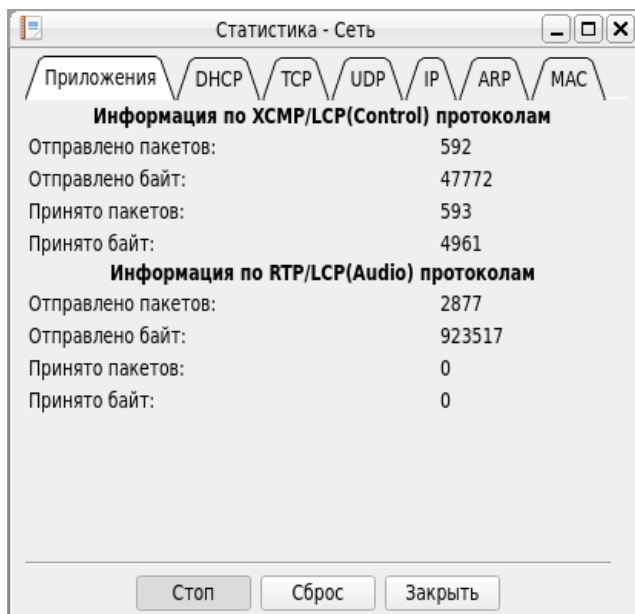 Статистика - Сеть
Приложения DHCP TCP UDP IP ARP MAC
Информация по XCMP/LCP(Control) протоколам
Отправлено пакетов: 592
Отправлено байт: 47772
Принято пакетов: 593
Принято байт: 4961
Информация по RTP/LCP(Audio) протоколам
Отправлено пакетов: 2877
Отправлено байт: 923517
Принято пакетов: 0
Принято байт: 0
Стоп Сброс Закрыть